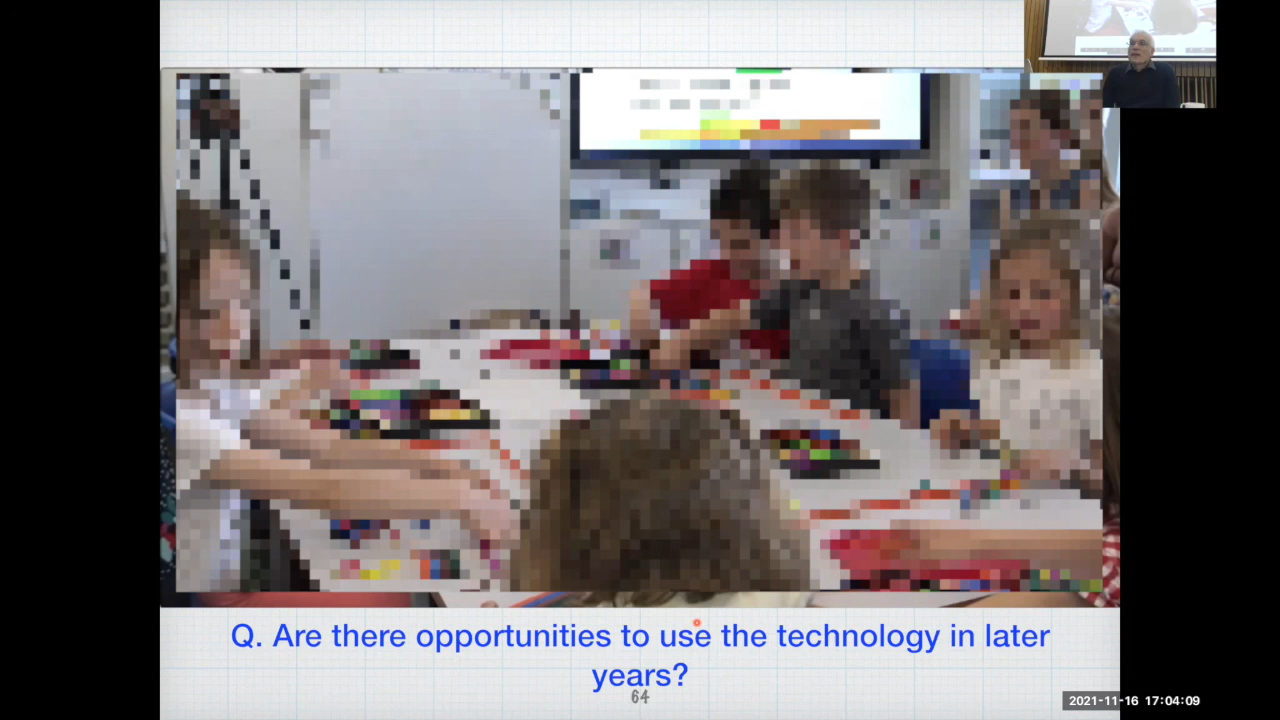 Q. Are there opportunities to use the technology in later
years?
64
2021-11-16 17:04:09